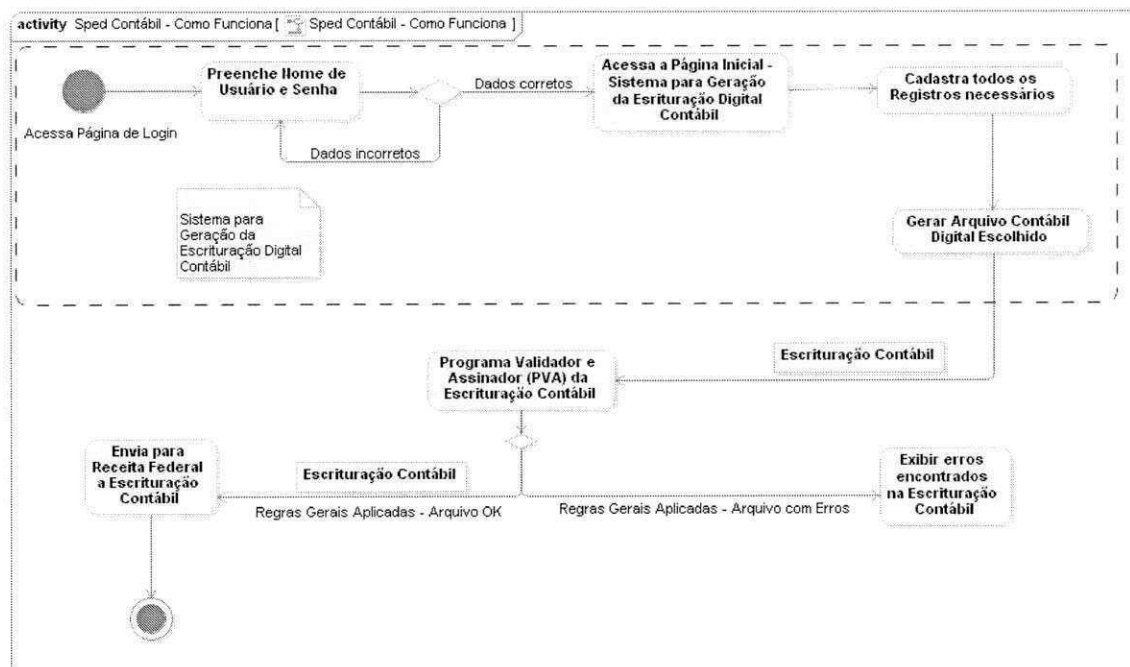 activity Sped Contábil - Como Funciona [ Sped Contábil - Como Funciona ]
Preenche Nome de
Usuário e Senha
Dados corretos
Acessa a Página Inicial -
Sistema para Geração
da Esrituração Digital
Contábil
Cadastra todos os
Registros necessários
Acessa Página de Login
Dados incorretos
Sistema para
Geração da
Escrituração Digital
Contábil
Gerar Arquivo Contábil
Digital Escolhido
Escrituração Contábil
Programa Validador e
Assinador (PVA) da
Escrituração Contábil
Envia para
Receita Federal
a Escrituração
Contábil
Escrituração Contábil
Regras Gerais Aplicadas - Arquivo OK
Regras Gerais Aplicadas - Arquivo com Erros
Exibir erros
encontrados
na Escrituração
Contábil